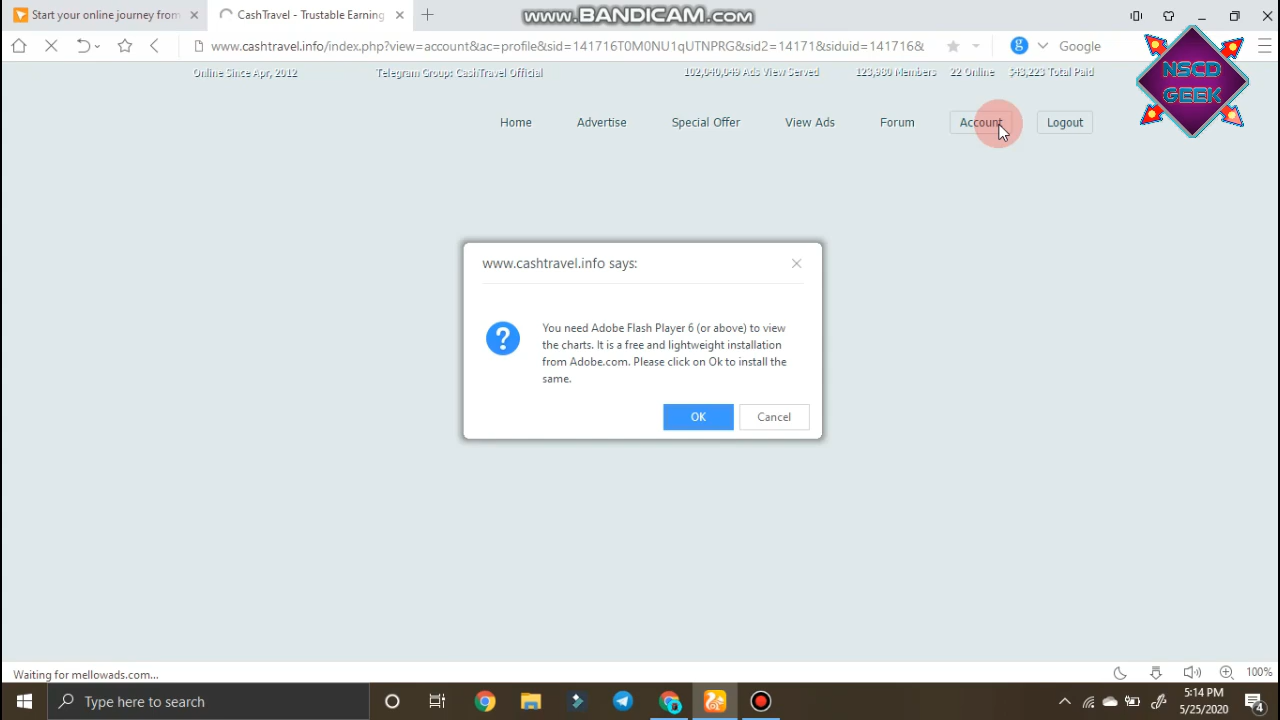 Start your online journey from
CashTravel - Trustable Earning
www.BANDICAM.com
www.cashtravel.info/index.php?view=account&ac=profile&sid=141716T0M0NU1qUTNPRG&sid2=14171&siduid=141716&
Google
Online Since Apr, 2012
102,040,049 Ads View Served
123,980 Members
22 Online
543,223 Total Paid
NSCD
GEEK
Home
Advertise
Special Offer
View Ads
Forum
Account
Logout
www.cashtravel.info says:
You need Adobe Flash Player 6 (or above) to view
the charts. It is a free and lightweight installation
from Adobe.com. Please click on Ok to install the
same.
OK
Cancel
Waiting for mellowads.com...
100%
Type here to search
5:14 PM
5/25/2020
4